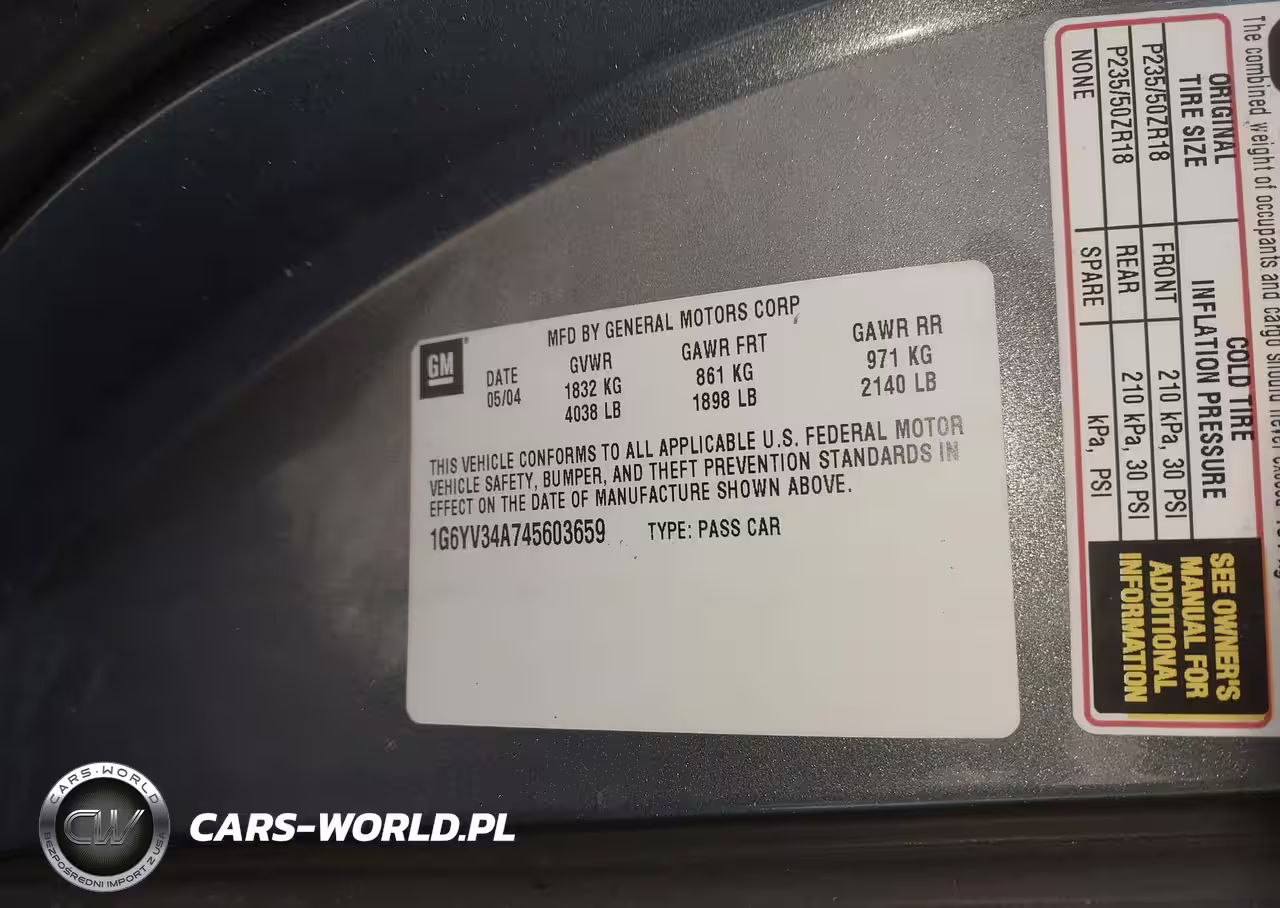 MFD BY GENERAL MOTORS CORP
GM
DATE GVWR GAWR FRT GAWR RR
05/04 1832 KG 861 KG 971 KG
4038 LB 1898 LB 2140 LB
THIS VEHICLE CONFORMS TO ALL APPLICABLE U.S. FEDERAL MOTOR
VEHICLE SAFETY, BUMPER, AND THEFT PREVENTION STANDARDS IN
EFFECT ON THE DATE OF MANUFACTURE SHOWN ABOVE.
1G6YV34A745603659 TYPE: PASS CAR
The combined weight of occupants and cargo should never
ORIGINAL TIRE SIZE
COLD TIRE INFLATION PRESSURE
P235/50ZR18 FRONT 210 kPa, 30 PSI
P235/50ZR18 REAR 210 kPa, 30 PSI
NONE SPARE kPa, PSI
SEE OWNER'S
MANUAL FOR
ADDITIONAL
INFORMATION
CARS-WORLD
CW
BEZPOŚREDNI IMPORT Z USA
CARS-WORLD.PL